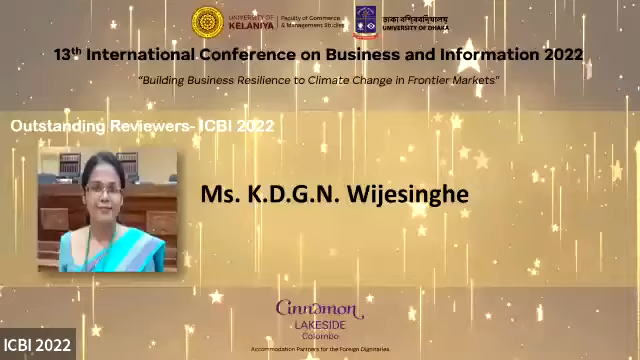 UNIVERSITY OF
KELANIYA
Faculty of Commerce
& Management Studies
ঢাকা বিশ্ববিদ্যালয়
UNIVERSITY OF DHAKA
13th International Conference on Business and Information 2022
"Building Business Resilience to Climate Change in Frontier Markets"
Outstanding Reviewers- ICBI 2022
Ms. K.D.G.N. Wijesinghe
Cinnamon
LAKESIDE
Colombo
Accommodation Partners for the Foreign Dignitaries
ICBI 2022